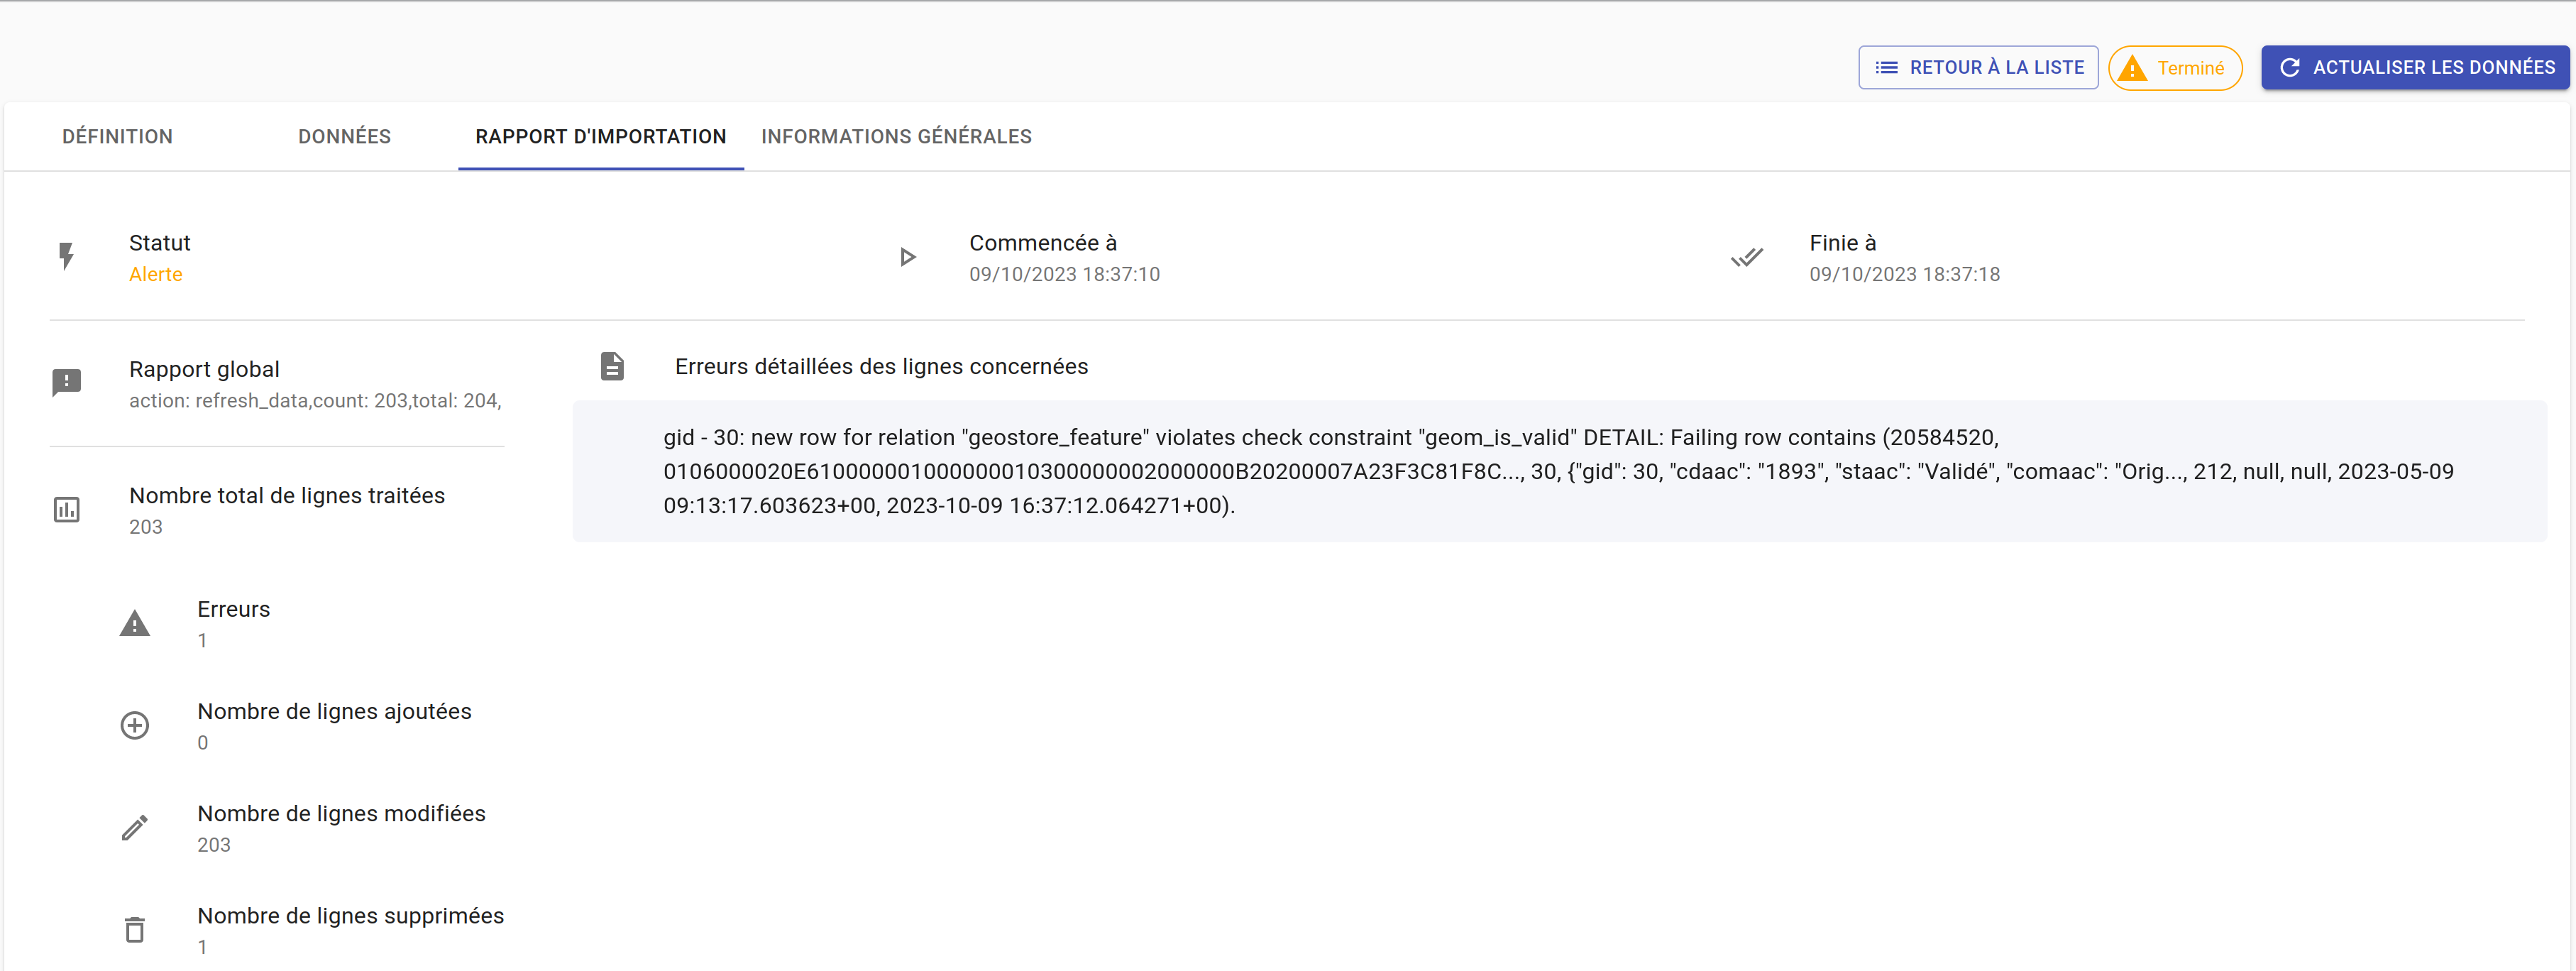 RETOUR À LA LISTE
Terminé
ACTUALISER LES DONNÉES
DÉFINITION
DONNÉES
RAPPORT D'IMPORTATION
INFORMATIONS GÉNÉRALES
Statut
Alerte
Commencée à
09/10/2023 18:37:10
Finie à
09/10/2023 18:37:18
Rapport global
action: refresh_data,count: 203,total: 204,
Nombre total de lignes traitées
203
Erreurs
1
Nombre de lignes ajoutées
0
Nombre de lignes modifiées
203
Nombre de lignes supprimées
1
Erreurs détaillées des lignes concernées
gid - 30: new row for relation "geostore_feature" violates check constraint "geom_is_valid" DETAIL: Failing row contains (20584520,
0106000020E6100000010000000103000000002000000B20200007A23F3C81F8C..., 30, {"gid": 30, "cdaac": "1893", "staac": "Validé", "comaac": "Orig..., 212, null, null, 2023-05-09
09:13:17.603623+00, 2023-10-09 16:37:12.064271+00).